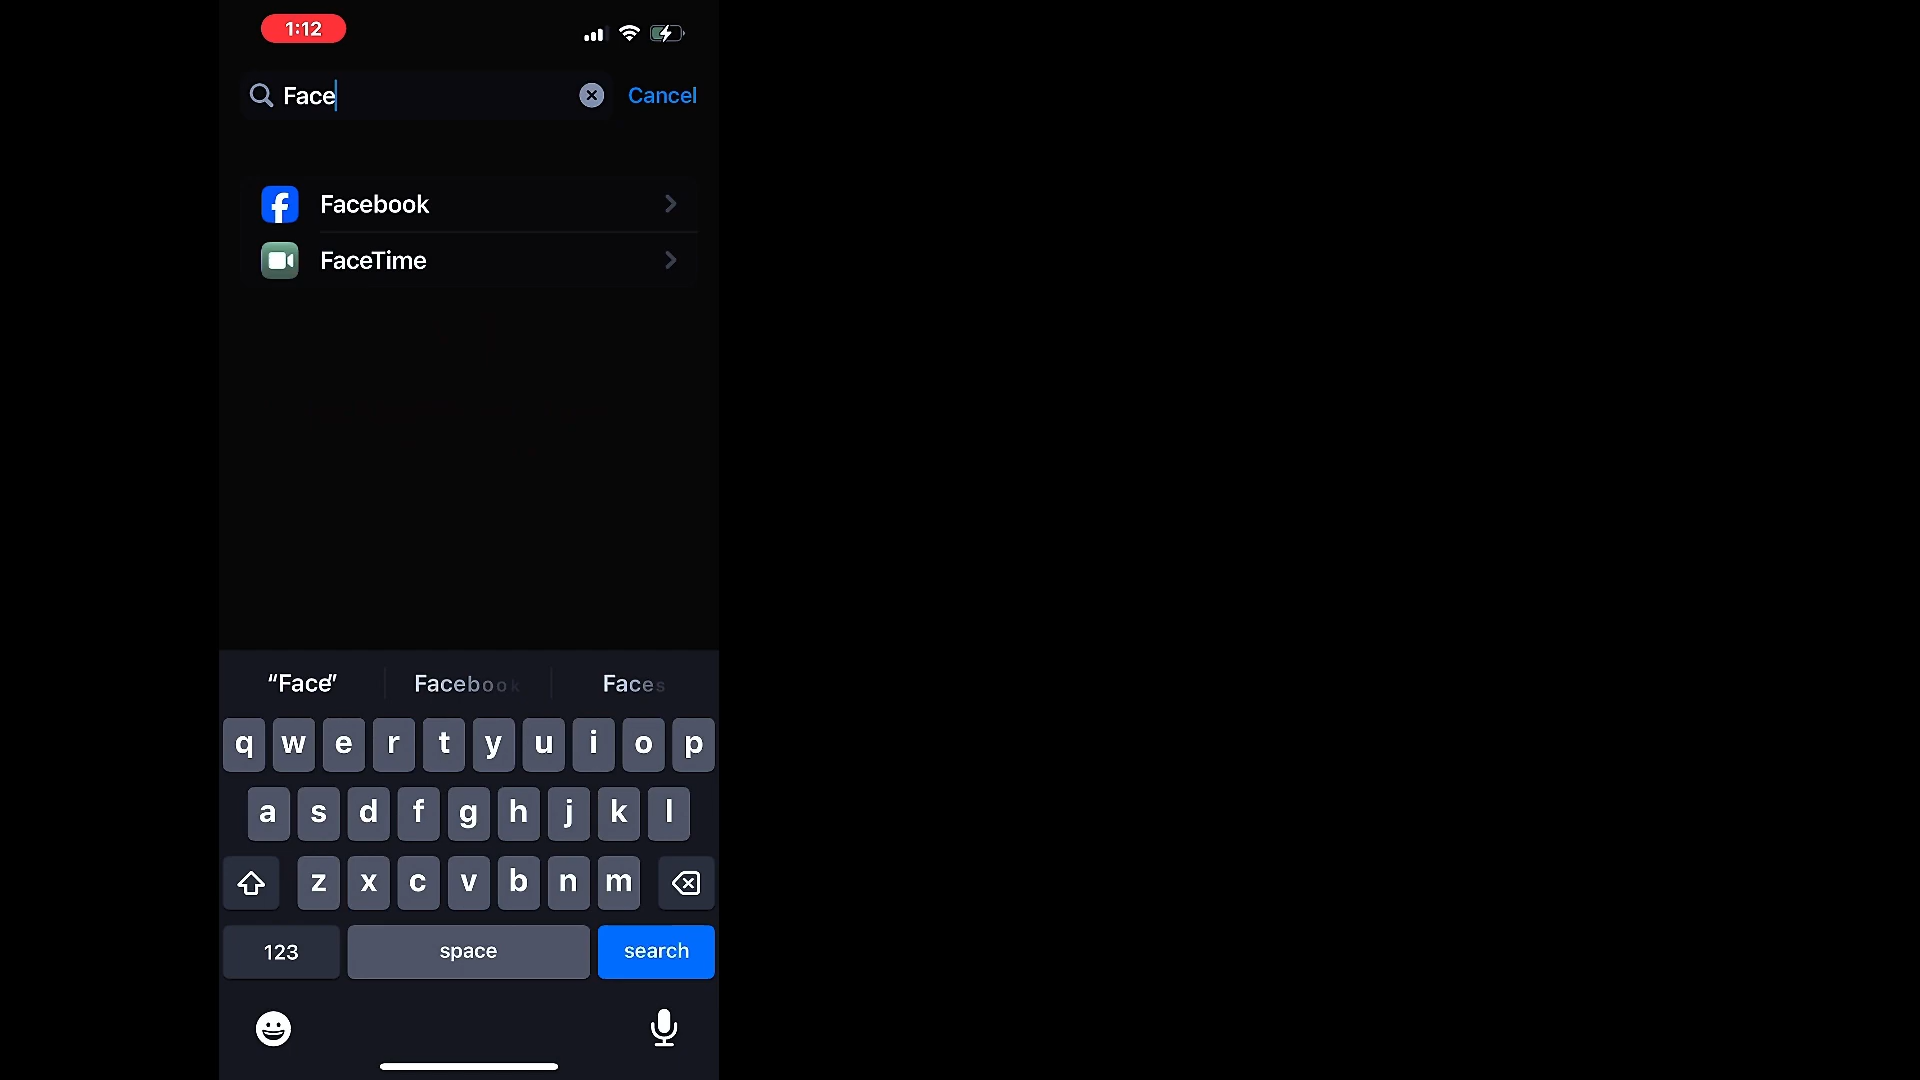 1:12
Face
Cancel
Facebook
FaceTime
“Face”
Facebook
Faces
q w e r t y u i o p
a s d f g h j k l
z x c v b n m
123
space
search